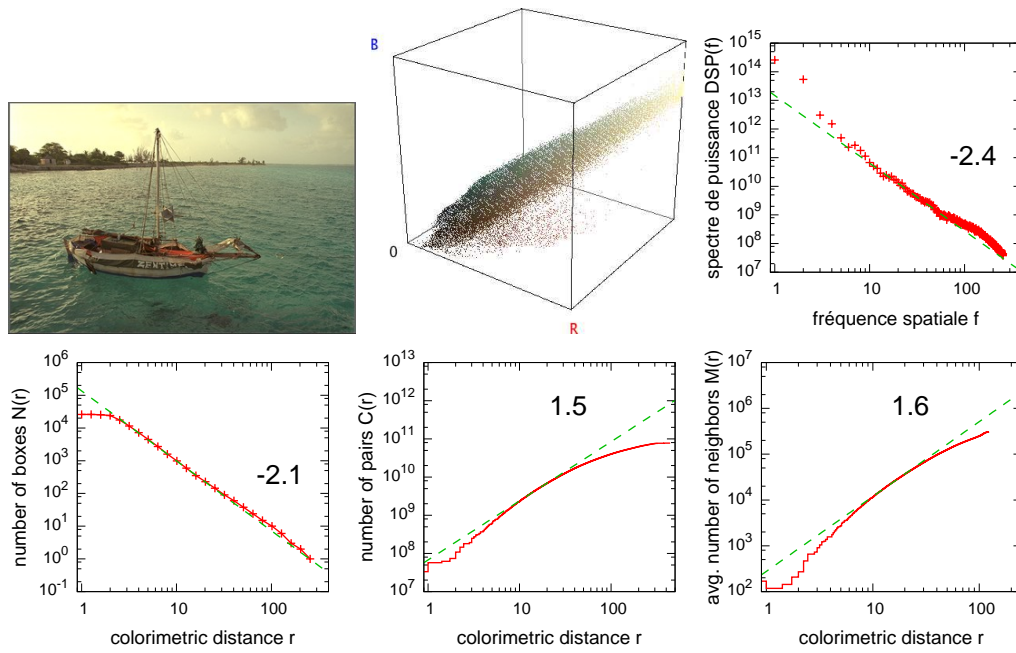 B
0
R
10^15
10^14
10^13
10^12
10^11
10^10
10^9
10^8
10^7
1 10 100
spectre de puissance DSP(f)
fréquence spatiale f
-2.4
10^6
10^5
10^4
10^3
10^2
10^1
10^0
10^-1
1 10 100
number of boxes N(r)
colorimetric distance r
-2.1
10^13
10^12
10^11
10^10
10^9
10^8
10^7
1 10 100
number of pairs C(r)
colorimetric distance r
1.5
10^7
10^6
10^5
10^4
10^3
10^2
1 10 100
avg. number of neighbors M(r)
colorimetric distance r
1.6